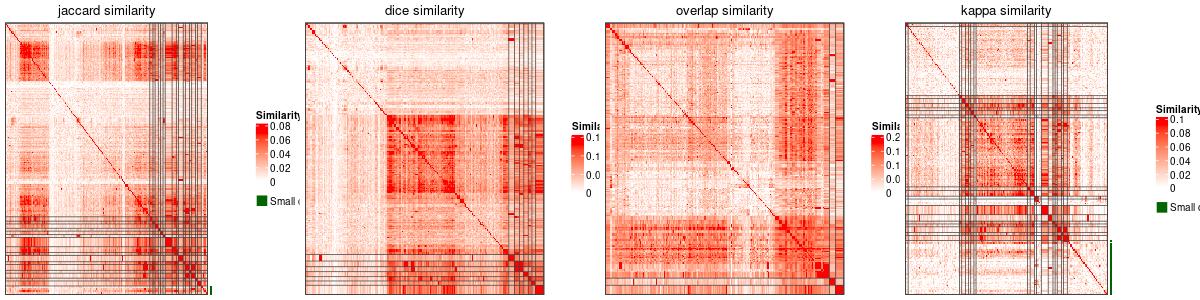 jaccard similarity
dice similarity
overlap similarity
kappa similarity
Similarity
0.08
0.06
0.04
0.02
0
Small
Simila
0.1
0.1
0.
0
Simila
0.2
0.1
0.1
0.
0
Similarity
0.1
0.08
0.06
0.04
0.02
0
Small